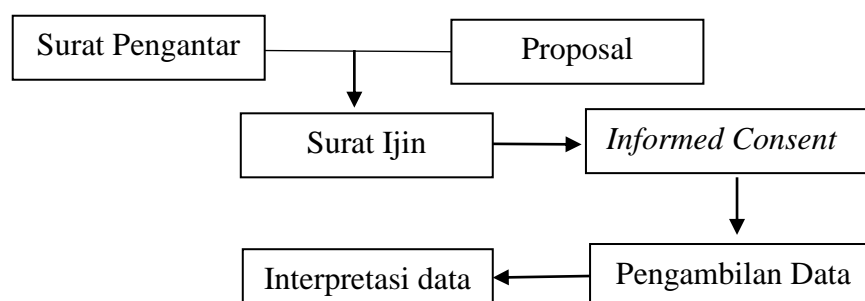 Surat Pengantar
Proposal
Surat Ijin
Informed Consent
Pengambilan Data
Interpretasi data